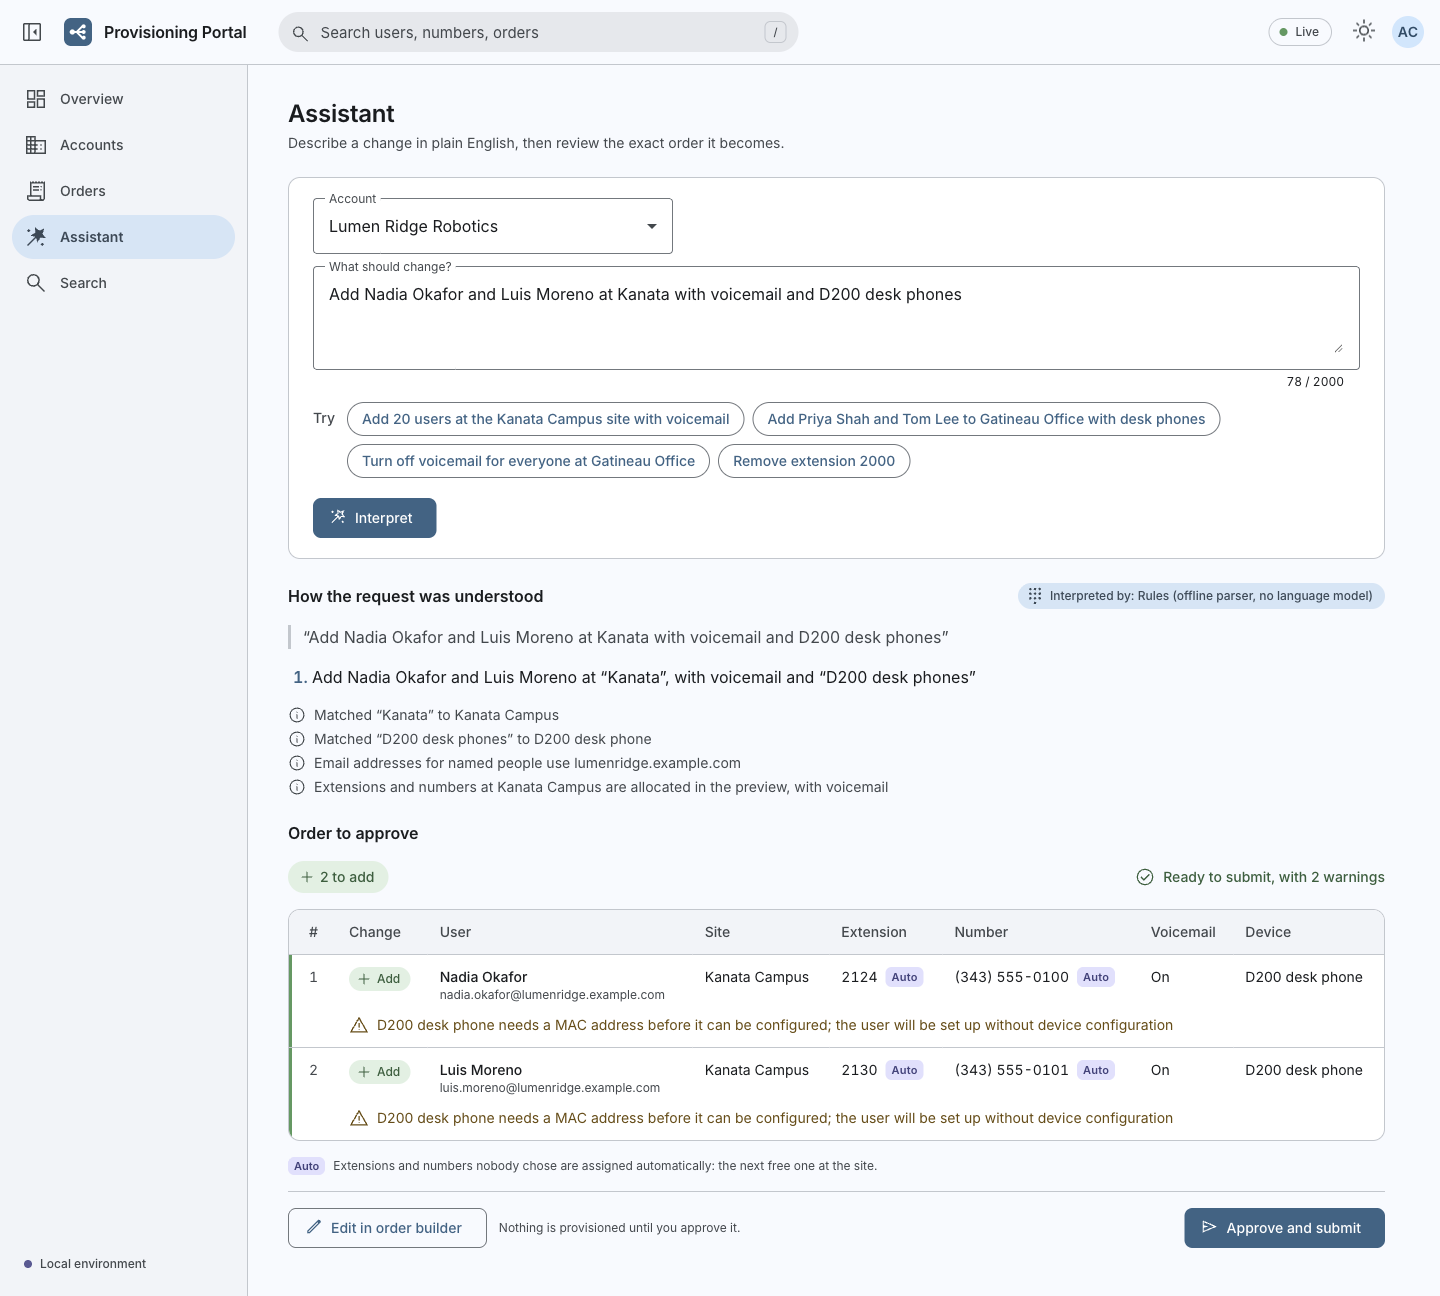 Provisioning Portal
Search users, numbers, orders
/
Live
AC
Overview
Accounts
Orders
Assistant
Search
Local environment
Assistant
Describe a change in plain English, then review the exact order it becomes.
Account
Lumen Ridge Robotics
What should change?
Add Nadia Okafor and Luis Moreno at Kanata with voicemail and D200 desk phones
78 / 2000
Try
Add 20 users at the Kanata Campus site with voicemail
Add Priya Shah and Tom Lee to Gatineau Office with desk phones
Turn off voicemail for everyone at Gatineau Office
Remove extension 2000
Interpret
How the request was understood
Interpreted by: Rules (offline parser, no language model)
“Add Nadia Okafor and Luis Moreno at Kanata with voicemail and D200 desk phones”
1. Add Nadia Okafor and Luis Moreno at “Kanata”, with voicemail and “D200 desk phones”
Matched “Kanata” to Kanata Campus
Matched “D200 desk phones” to D200 desk phone
Email addresses for named people use lumenridge.example.com
Extensions and numbers at Kanata Campus are allocated in the preview, with voicemail
Order to approve
+ 2 to add
Ready to submit, with 2 warnings
# Change User Site Extension Number Voicemail Device
1 + Add Nadia Okafor Kanata Campus 2124 Auto (343) 555-0100 Auto On D200 desk phone
nadia.okafor@lumenridge.example.com
D200 desk phone needs a MAC address before it can be configured; the user will be set up without device configuration
2 + Add Luis Moreno Kanata Campus 2130 Auto (343) 555-0101 Auto On D200 desk phone
luis.moreno@lumenridge.example.com
D200 desk phone needs a MAC address before it can be configured; the user will be set up without device configuration
Auto Extensions and numbers nobody chose are assigned automatically: the next free one at the site.
Edit in order builder
Nothing is provisioned until you approve it.
Approve and submit